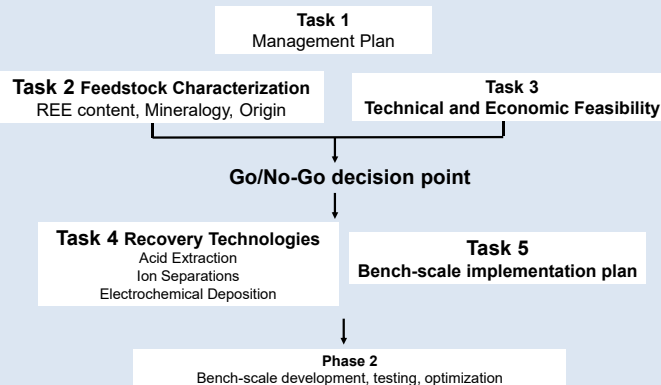 Task 1
Management Plan
Task 2 Feedstock Characterization
REE content, Mineralogy, Origin
Task 3
Technical and Economic Feasibility
Go/No-Go decision point
Task 4 Recovery Technologies
Acid Extraction
Ion Separations
Electrochemical Deposition
Task 5
Bench-scale implementation plan
Phase 2
Bench-scale development, testing, optimization